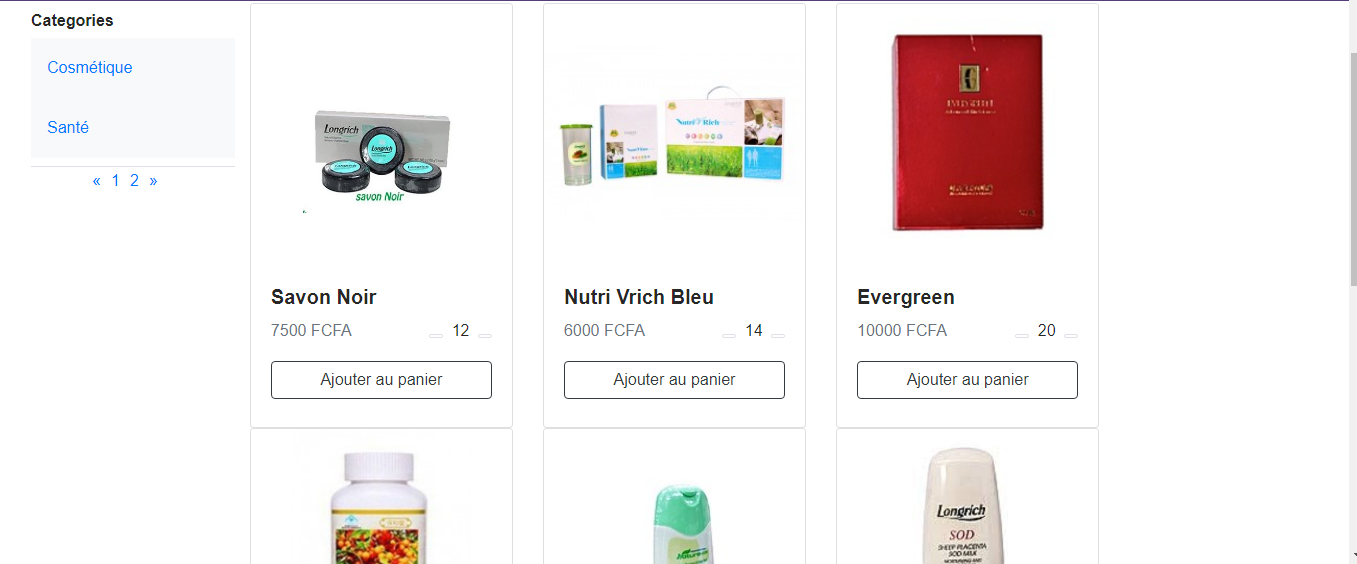 Categories
Cosmétique
Santé
« 1 2 »
Longrich
Longrich
savon Noir
Savon Noir
7500 FCFA
12
Ajouter au panier
Nutri Rich
Nutri Vrich Bleu
6000 FCFA
14
Ajouter au panier
Evergreen
10000 FCFA
20
Ajouter au panier
Longrich
SOD
SHEEP PLACENTA
SOD MILK